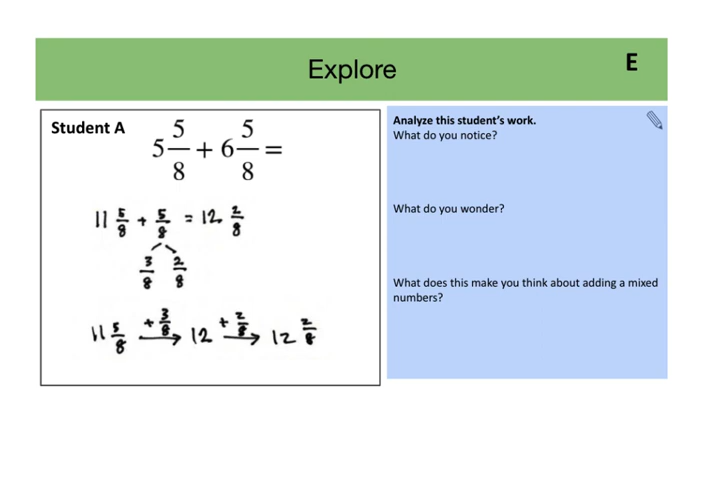 Explore
E
Student A
5 5/8 + 6 5/8 =
11 5/8 + 5/8 = 12 2/8
3/8 2/8
11 5/8 +3/8 → 12 +2/8 → 12 2/8
Analyze this student's work.
What do you notice?
What do you wonder?
What does this make you think about adding a mixed
numbers?